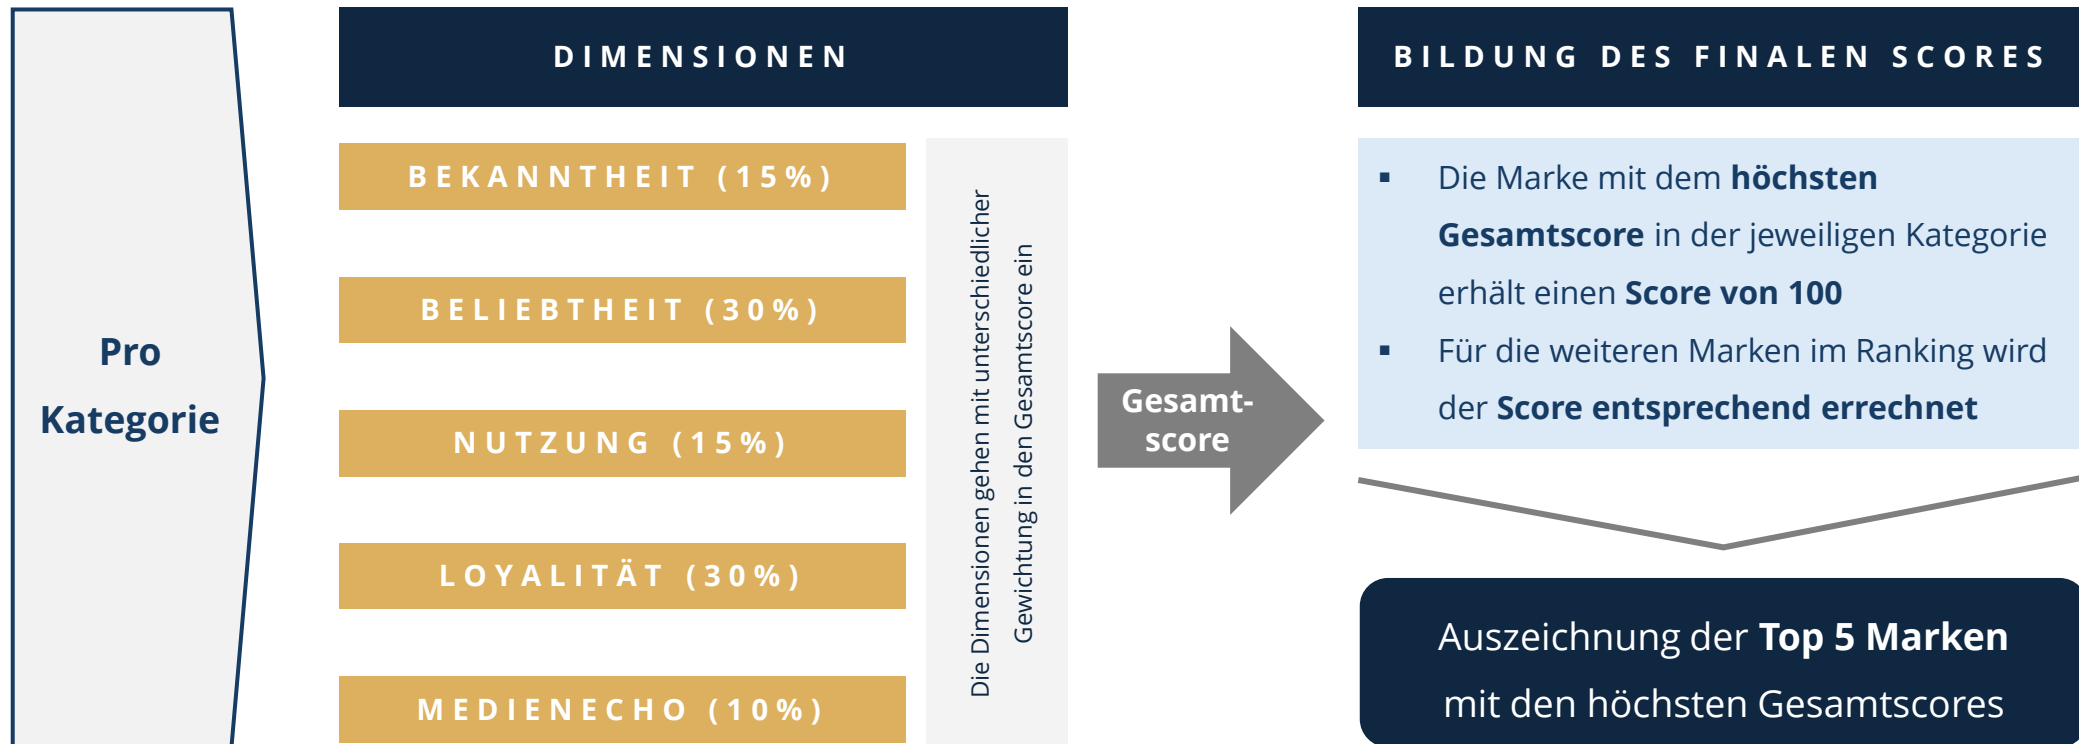 Pro
Kategorie
DIMENSIONEN
BEKANNTHEIT (15%)
BELIEBTHEIT (30%)
NUTZUNG (15%)
LOYALITÄT (30%)
MEDIENECHO (10%)
Die Dimensionen gehen mit unterschiedlicher
Gewichtung in den Gesamtscore ein
Gesamt-
score
BILDUNG DES FINALEN SCORES
▪ Die Marke mit dem höchsten
Gesamtscore in der jeweiligen Kategorie
erhält einen Score von 100
▪ Für die weiteren Marken im Ranking wird
der Score entsprechend errechnet
Auszeichnung der Top 5 Marken
mit den höchsten Gesamtscores